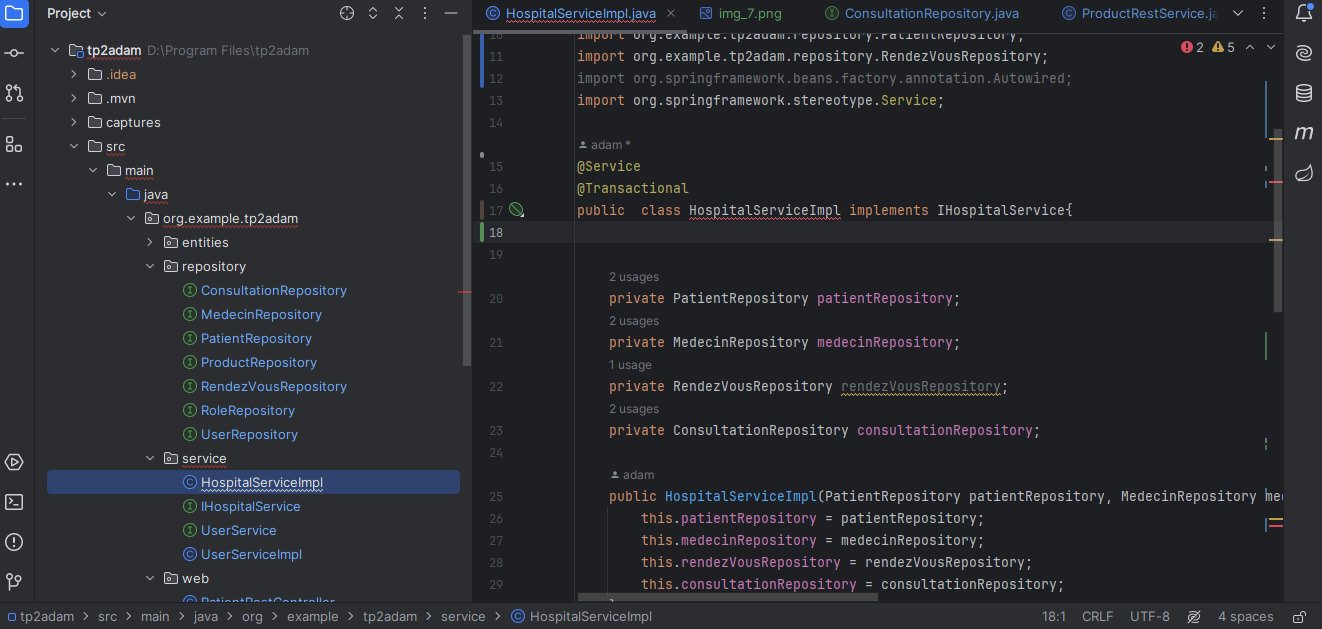 Project
HospitalServiceImpl.java
img_7.png
ConsultationRepository.java
ProductRestService.ja
tp2adam D:\Program Files\tp2adam
.idea
.mvn
captures
src
main
java
org.example.tp2adam
entities
repository
ConsultationRepository
MedecinRepository
PatientRepository
ProductRepository
RendezVousRepository
RoleRepository
UserRepository
service
HospitalServiceImpl
IHospitalService
UserService
UserServiceImpl
web
PatientRestController
2 5
10 import org.example.tp2adam.repository.PatientRepository;
11 import org.example.tp2adam.repository.RendezVousRepository;
12 import org.springframework.beans.factory.annotation.Autowired;
13 import org.springframework.stereotype.Service;
14
adam *
15 @Service
16 @Transactional
17 public  class HospitalServiceImpl implements IHospitalService{
18
19
2 usages
20 private PatientRepository patientRepository;
2 usages
21 private MedecinRepository medecinRepository;
1 usage
22 private RendezVousRepository rendezVousRepository;
2 usages
23 private ConsultationRepository consultationRepository;
24
adam
25 public HospitalServiceImpl(PatientRepository patientRepository, MedecinRepository med
26 this.patientRepository = patientRepository;
27 this.medecinRepository = medecinRepository;
28 this.rendezVousRepository = rendezVousRepository;
29 this.consultationRepository = consultationRepository;
m
tp2adam > src > main > java > org > example > tp2adam > service > HospitalServiceImpl
18:1 CRLF UTF-8 4 spaces